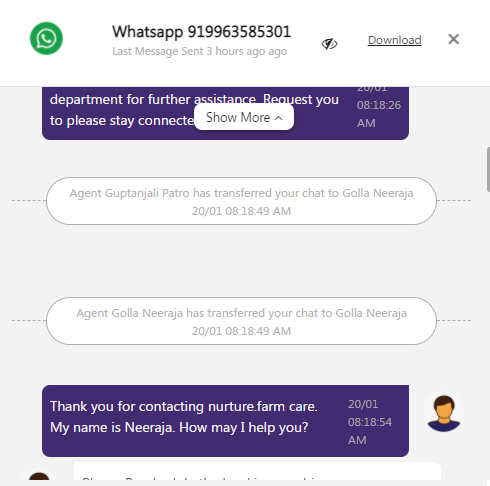 Whatsapp 919963585301
Last Message Sent 3 hours ago ago
Download
department for further assistance. Request you
to please stay connecte
20/01
08:18:26
AM
Show More
Agent Guptanjali Patro has transferred your chat to Golla Neeraja
20/01 08:18:49 AM
Agent Golla Neeraja has transferred your chat to Golla Neeraja
20/01 08:18:49 AM
Thank you for contacting nurture.farm care.
My name is Neeraja. How may I help you?
20/01
08:18:54
AM